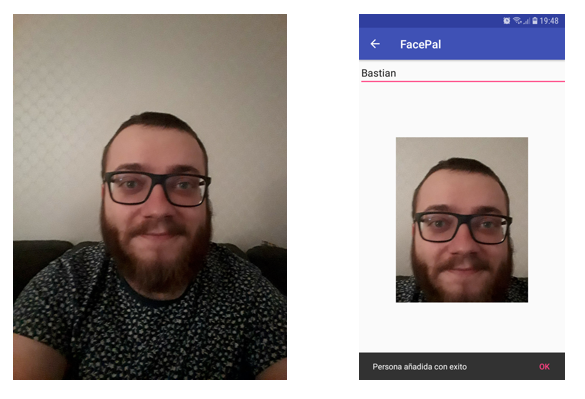 19:48
FacePal
Bastian
Persona añadida con exito
OK